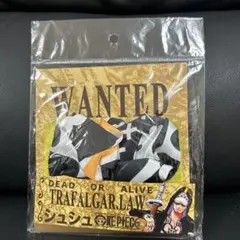 WANTED
DEAD OR ALIVE
TRAFALGAR.LAW
シュシュ ONE PIECE